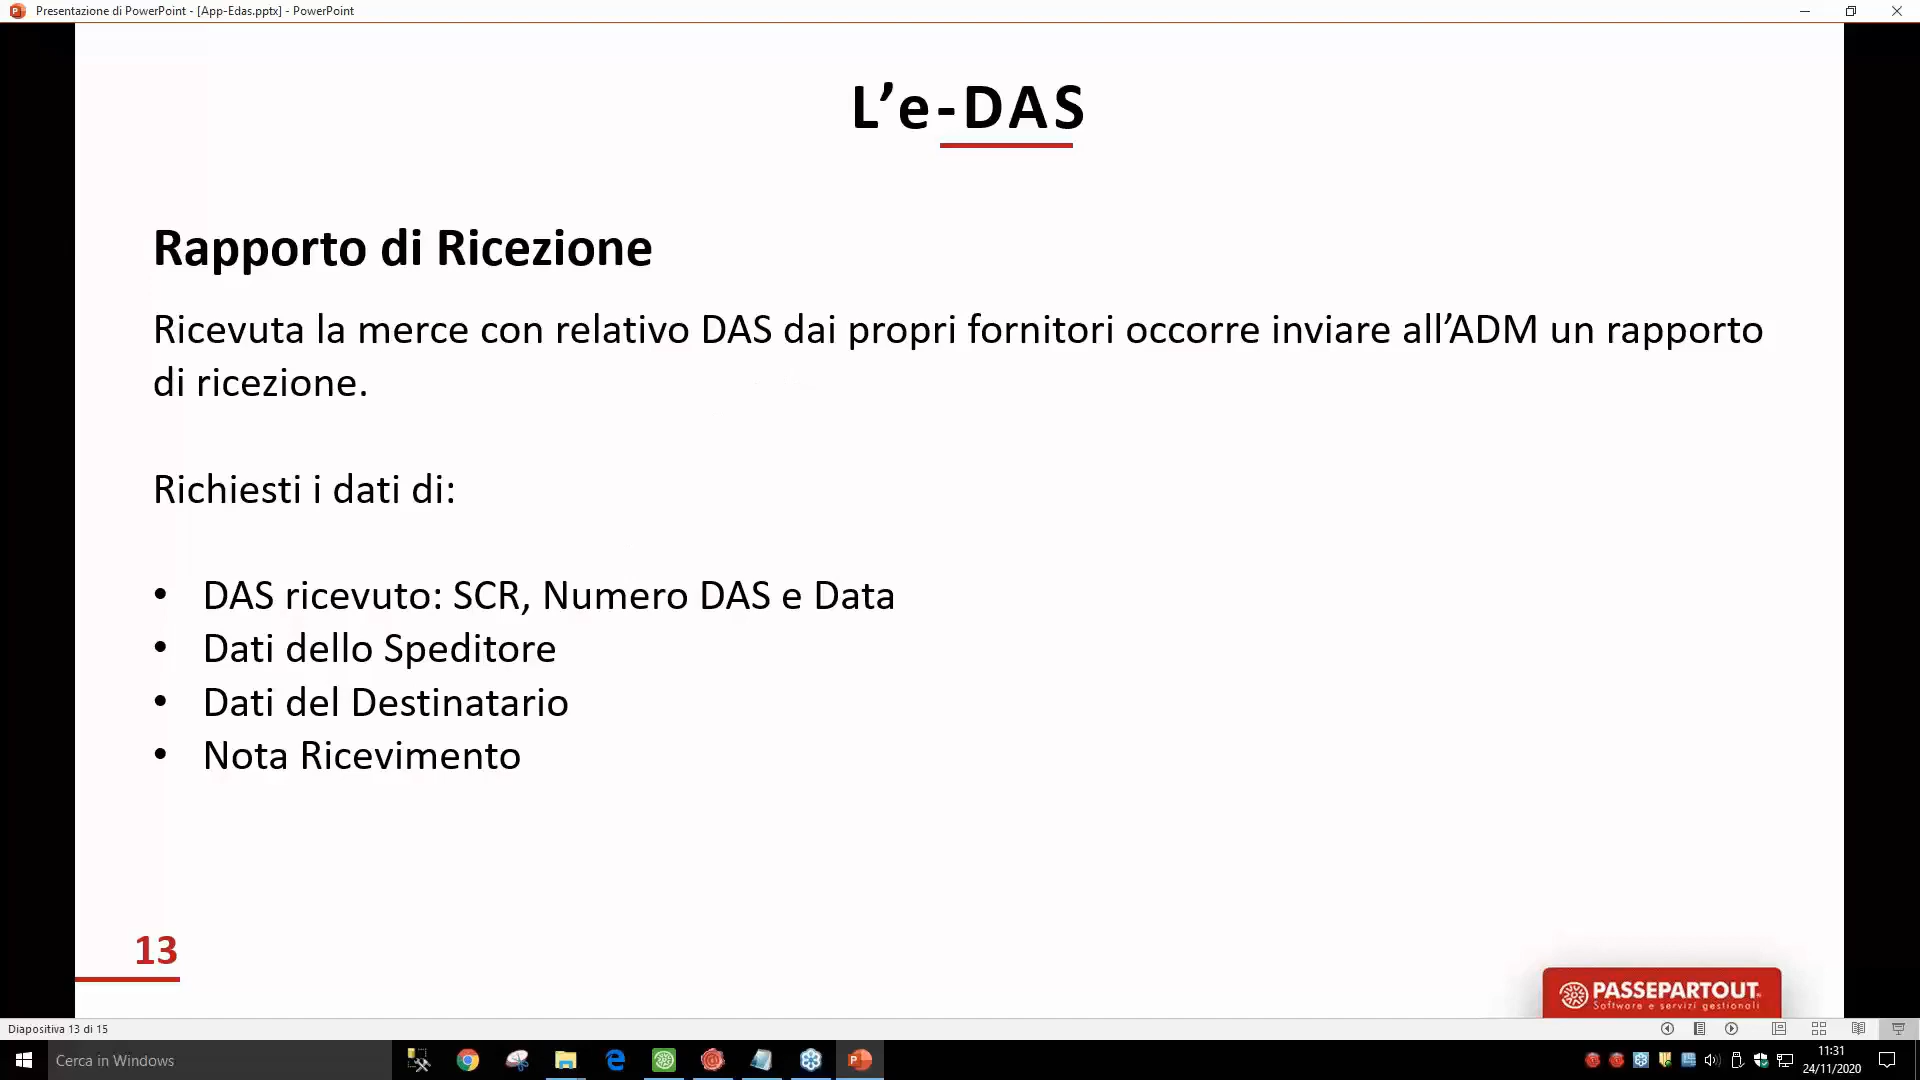 Presentazione di PowerPoint - [App-Edas.pptx] - PowerPoint
L’e-DAS
Rapporto di Ricezione
Ricevuta la merce con relativo DAS dai propri fornitori occorre inviare all’ADM un rapporto
di ricezione.
Richiesti i dati di:
• DAS ricevuto: SCR, Numero DAS e Data
• Dati dello Speditore
• Dati del Destinatario
• Nota Ricevimento
13
PASSEPARTOUT
Software e servizi gestionali
Diapositiva 13 di 15
Cerca in Windows
11:31
24/11/2020